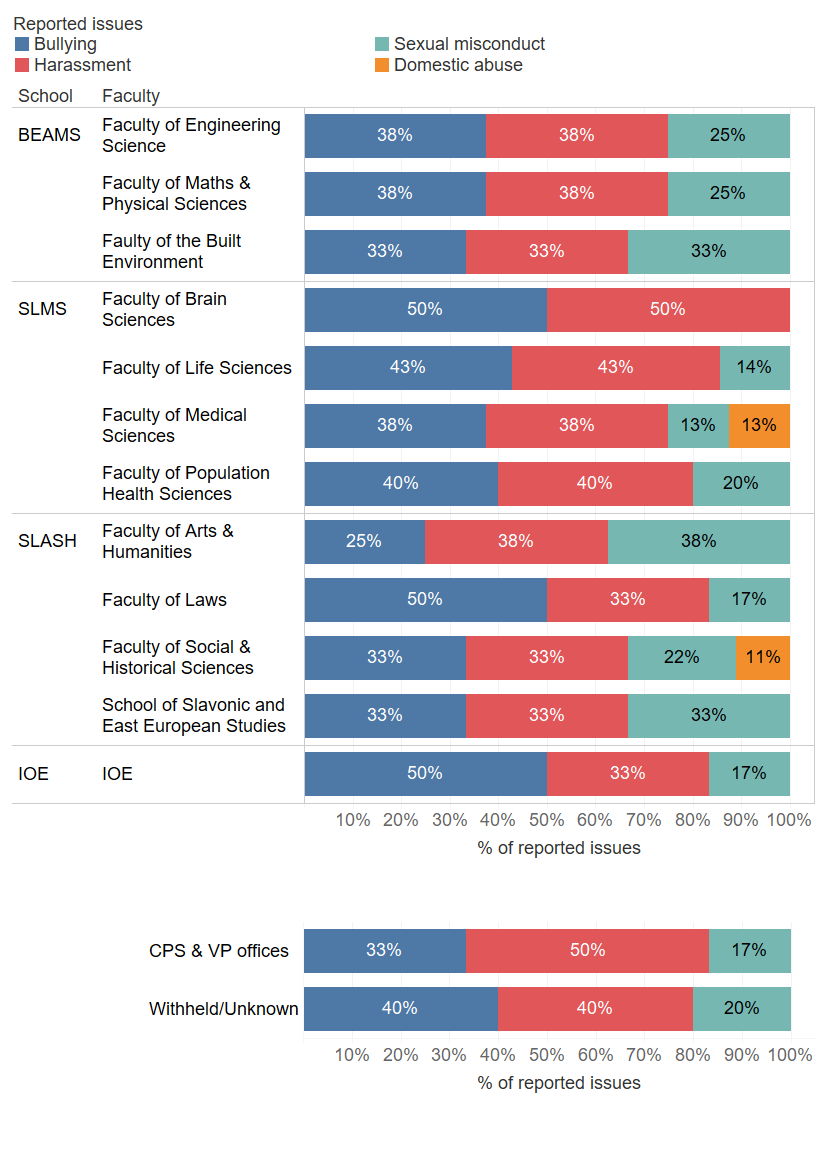 Reported issues
Bullying
Sexual misconduct
Harassment
Domestic abuse
School Faculty
BEAMS
Faculty of Engineering
Science
38% 38% 25%
Faculty of Maths &
Physical Sciences
38% 38% 25%
Faulty of the Built
Environment
33% 33% 33%
SLMS
Faculty of Brain
Sciences
50% 50%
Faculty of Life Sciences
43% 43% 14%
Faculty of Medical
Sciences
38% 38% 13% 13%
Faculty of Population
Health Sciences
40% 40% 20%
SLASH
Faculty of Arts &
Humanities
25% 38% 38%
Faculty of Laws
50% 33% 17%
Faculty of Social &
Historical Sciences
33% 33% 22% 11%
School of Slavonic and
East European Studies
33% 33% 33%
IOE
IOE
50% 33% 17%
10% 20% 30% 40% 50% 60% 70% 80% 90% 100%
% of reported issues
CPS & VP offices
33% 50% 17%
Withheld/Unknown
40% 40% 20%
10% 20% 30% 40% 50% 60% 70% 80% 90% 100%
% of reported issues